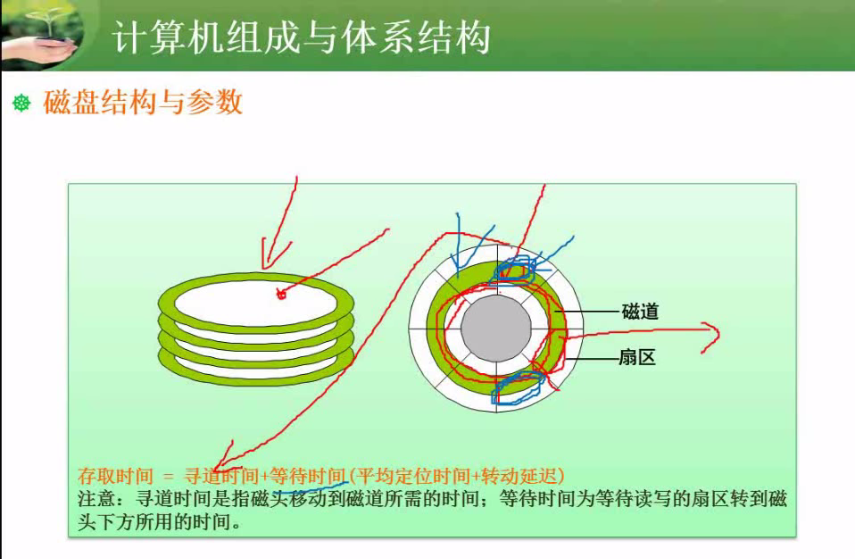 计算机组成与体系结构
磁盘结构与参数
磁道
扇区
存取时间 = 寻道时间+等待时间(平均定位时间+转动延迟)
注意：寻道时间是指磁头移动到磁道所需的时间；等待时间为等待读写的扇区转到磁
头下方所用的时间。